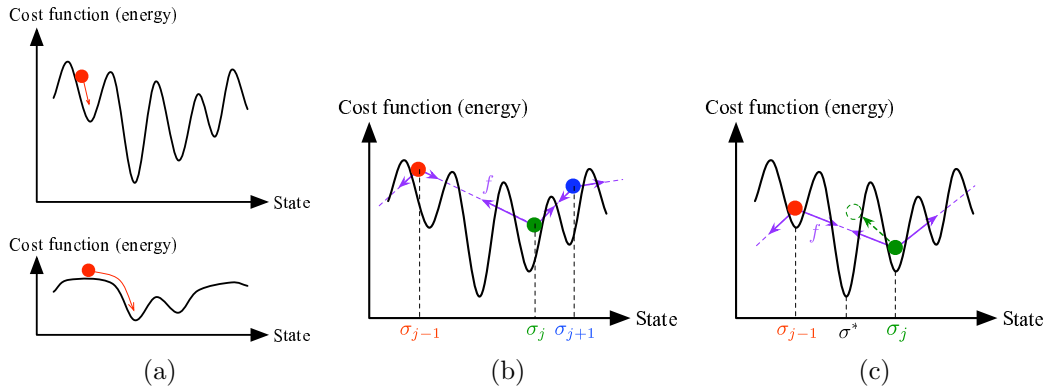 Cost function (energy)
State
Cost function (energy)
State
(a)
Cost function (energy)
f
State
σ_{j−1}
σ_j
σ_{j+1}
(b)
Cost function (energy)
f
State
σ_{j−1}
σ*
σ_j
(c)